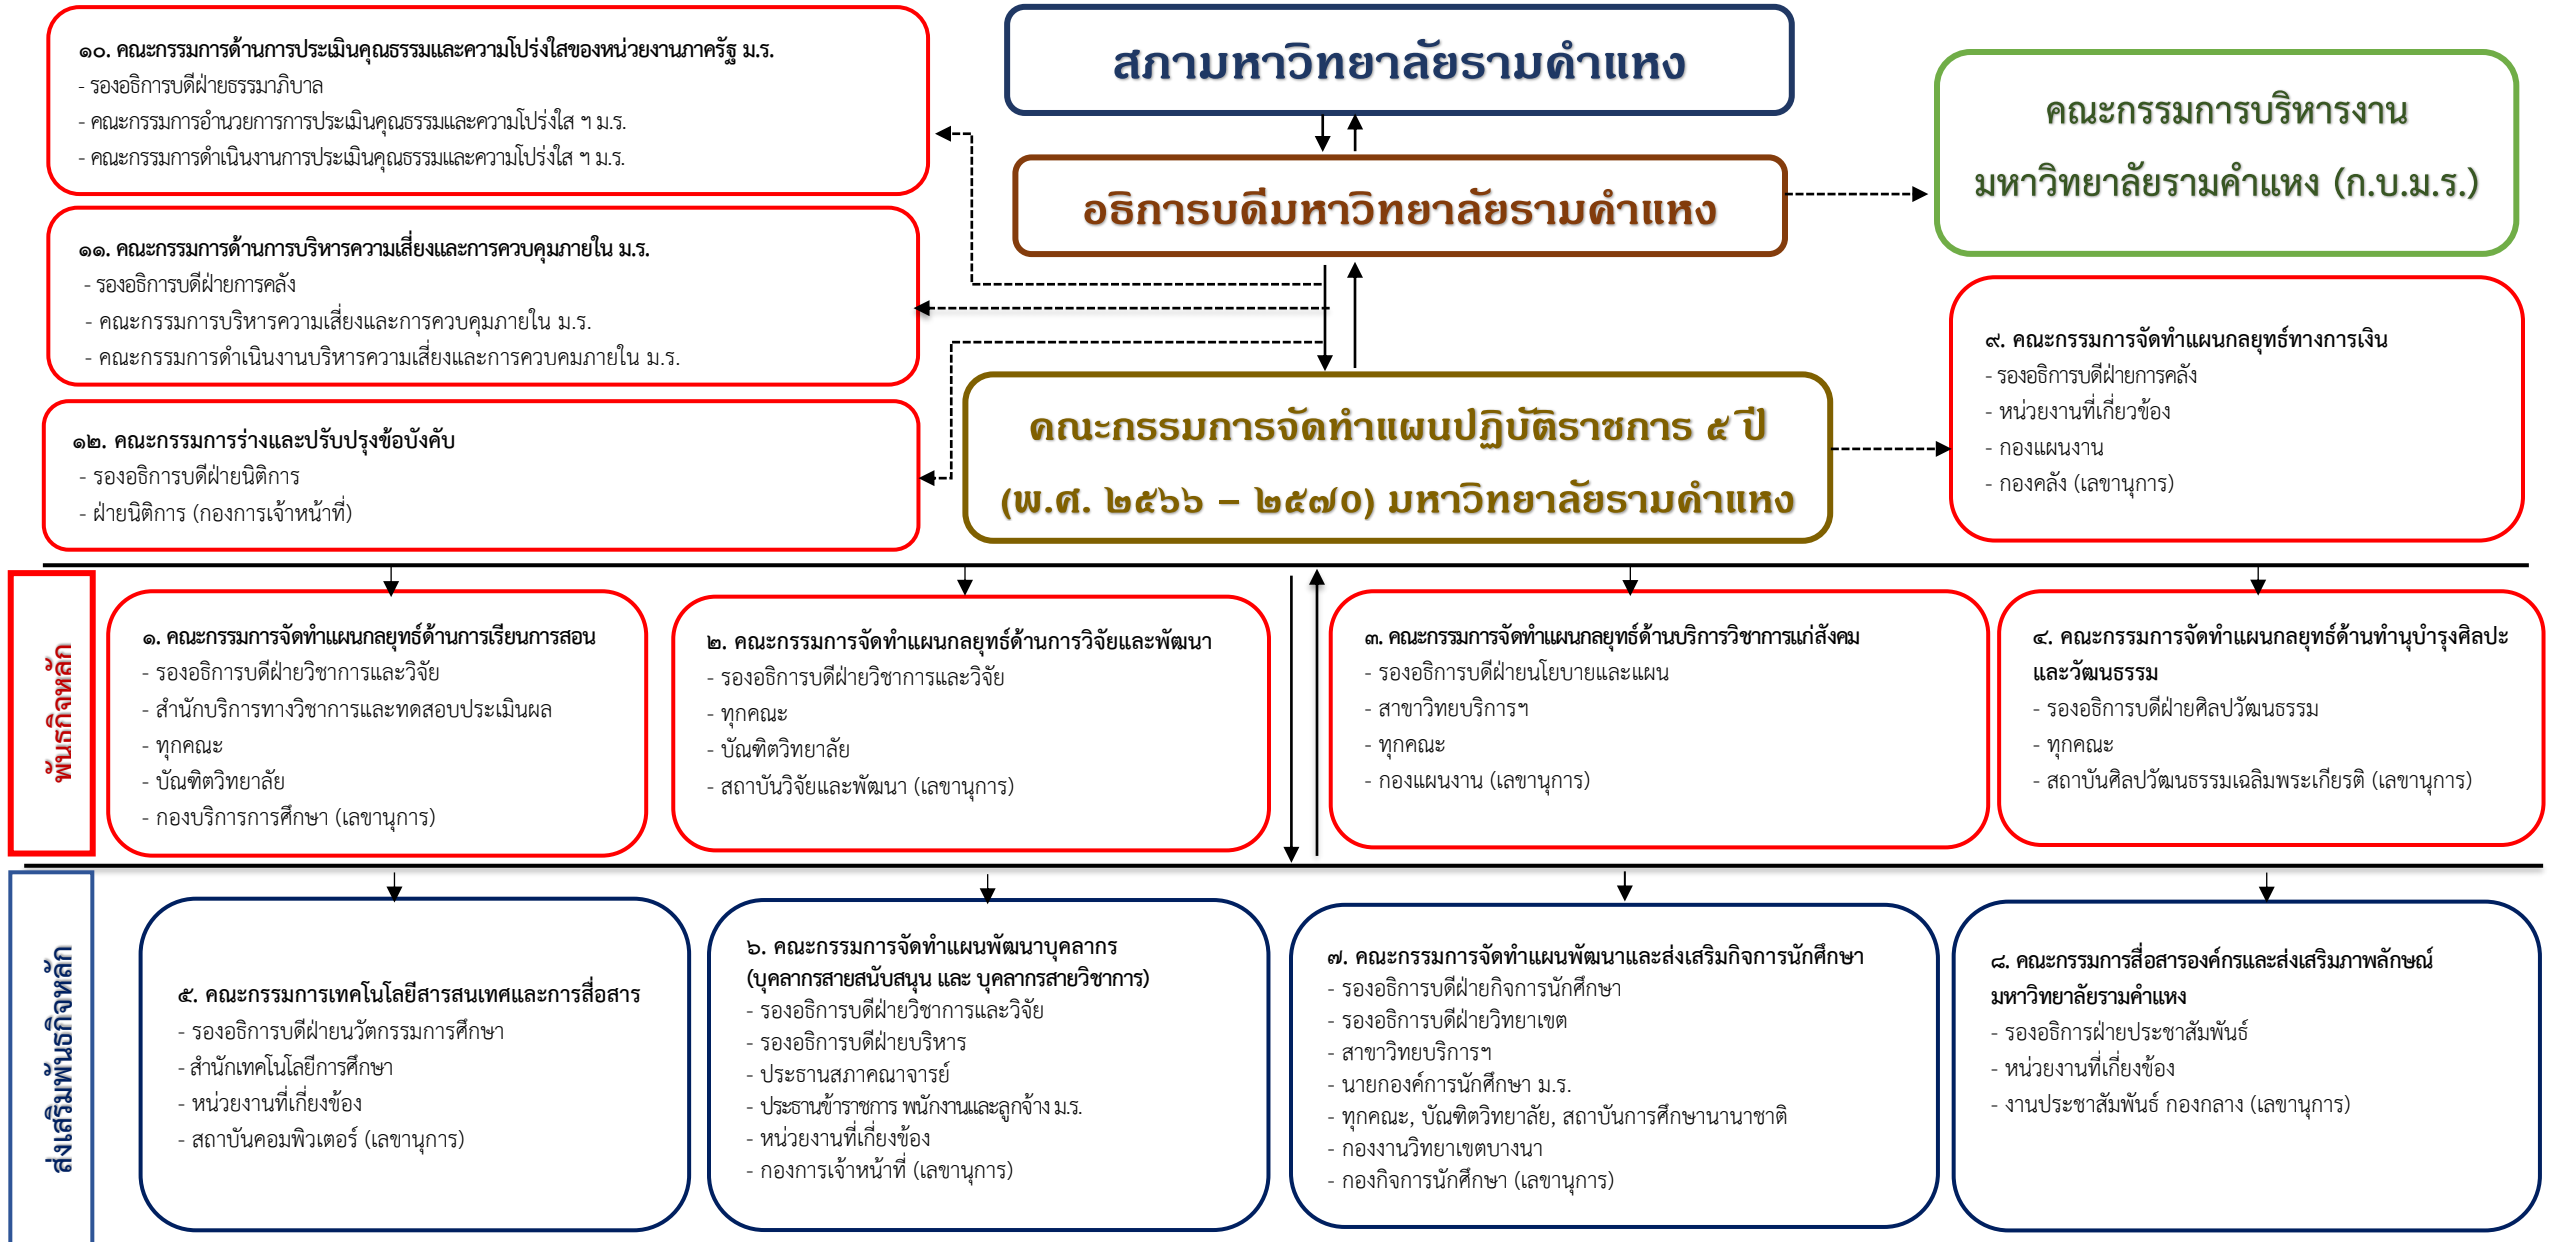 สภามหาวิทยาลัยรามคำแหง
อธิการบดีมหาวิทยาลัยรามคำแหง
คณะกรรมการบริหารงาน
มหาวิทยาลัยรามคำแหง (ก.บ.ม.ร.)
๑๐. คณะกรรมการด้านการประเมินคุณธรรมและความโปร่งใสของหน่วยงานภาครัฐ ม.ร.
- รองอธิการบดีฝ่ายธรรมาภิบาล
- คณะกรรมการอำนวยการการประเมินคุณธรรมและความโปร่งใส ฯ ม.ร.
- คณะกรรมการดำเนินงานการประเมินคุณธรรมและความโปร่งใส ฯ ม.ร.
๑๑. คณะกรรมการด้านการบริหารความเสี่ยงและการควบคุมภายใน ม.ร.
- รองอธิการบดีฝ่ายการคลัง
- คณะกรรมการบริหารความเสี่ยงและการควบคุมภายใน ม.ร.
- คณะกรรมการดำเนินงานบริหารความเสี่ยงและการควบคมภายใน ม.ร.
๑๒. คณะกรรมการร่างและปรับปรุงข้อบังคับ
- รองอธิการบดีฝ่ายนิติการ
- ฝ่ายนิติการ (กองการเจ้าหน้าที่)
คณะกรรมการจัดทำแผนปฏิบัติราชการ ๕ ปี
(พ.ศ. ๒๕๖๖ – ๒๕๗๐) มหาวิทยาลัยรามคำแหง
๙. คณะกรรมการจัดทำแผนกลยุทธ์ทางการเงิน
- รองอธิการบดีฝ่ายการคลัง
- หน่วยงานที่เกี่ยวข้อง
- กองแผนงาน
- กองคลัง (เลขานุการ)
พันธกิจหลัก
๑. คณะกรรมการจัดทำแผนกลยุทธ์ด้านการเรียนการสอน
- รองอธิการบดีฝ่ายวิชาการและวิจัย
- สำนักบริการทางวิชาการและทดสอบประเมินผล
- ทุกคณะ
- บัณฑิตวิทยาลัย
- กองบริการการศึกษา (เลขานุการ)
๒. คณะกรรมการจัดทำแผนกลยุทธ์ด้านการวิจัยและพัฒนา
- รองอธิการบดีฝ่ายวิชาการและวิจัย
- ทุกคณะ
- บัณฑิตวิทยาลัย
- สถาบันวิจัยและพัฒนา (เลขานุการ)
๓. คณะกรรมการจัดทำแผนกลยุทธ์ด้านบริการวิชาการแก่สังคม
- รองอธิการบดีฝ่ายนโยบายและแผน
- สาขาวิทยบริการฯ
- ทุกคณะ
- กองแผนงาน (เลขานุการ)
๔. คณะกรรมการจัดทำแผนกลยุทธ์ด้านทำนุบำรุงศิลปะ
และวัฒนธรรม
- รองอธิการบดีฝ่ายศิลปวัฒนธรรม
- ทุกคณะ
- สถาบันศิลปวัฒนธรรมเฉลิมพระเกียรติ (เลขานุการ)
ส่งเสริมพันธกิจหลัก
๕. คณะกรรมการเทคโนโลยีสารสนเทศและการสื่อสาร
- รองอธิการบดีฝ่ายนวัตกรรมการศึกษา
- สำนักเทคโนโลยีการศึกษา
- หน่วยงานที่เกี่ยงข้อง
- สถาบันคอมพิวเตอร์ (เลขานุการ)
๖. คณะกรรมการจัดทำแผนพัฒนาบุคลากร
(บุคลากรสายสนับสนุน และ บุคลากรสายวิชาการ)
- รองอธิการบดีฝ่ายวิชาการและวิจัย
- รองอธิการบดีฝ่ายบริหาร
- ประธานสภาคณาจารย์
- ประธานข้าราชการ พนักงานและลูกจ้าง ม.ร.
- หน่วยงานที่เกี่ยงข้อง
- กองการเจ้าหน้าที่ (เลขานุการ)
๗. คณะกรรมการจัดทำแผนพัฒนาและส่งเสริมกิจการนักศึกษา
- รองอธิการบดีฝ่ายกิจการนักศึกษา
- รองอธิการบดีฝ่ายวิทยาเขต
- สาขาวิทยบริการฯ
- นายกองค์การนักศึกษา ม.ร.
- ทุกคณะ, บัณฑิตวิทยาลัย, สถาบันการศึกษานานาชาติ
- กองงานวิทยาเขตบางนา
- กองกิจการนักศึกษา (เลขานุการ)
๘. คณะกรรมการสื่อสารองค์กรและส่งเสริมภาพลักษณ์
มหาวิทยาลัยรามคำแหง
- รองอธิการฝ่ายประชาสัมพันธ์
- หน่วยงานที่เกี่ยงข้อง
- งานประชาสัมพันธ์ กองกลาง (เลขานุการ)